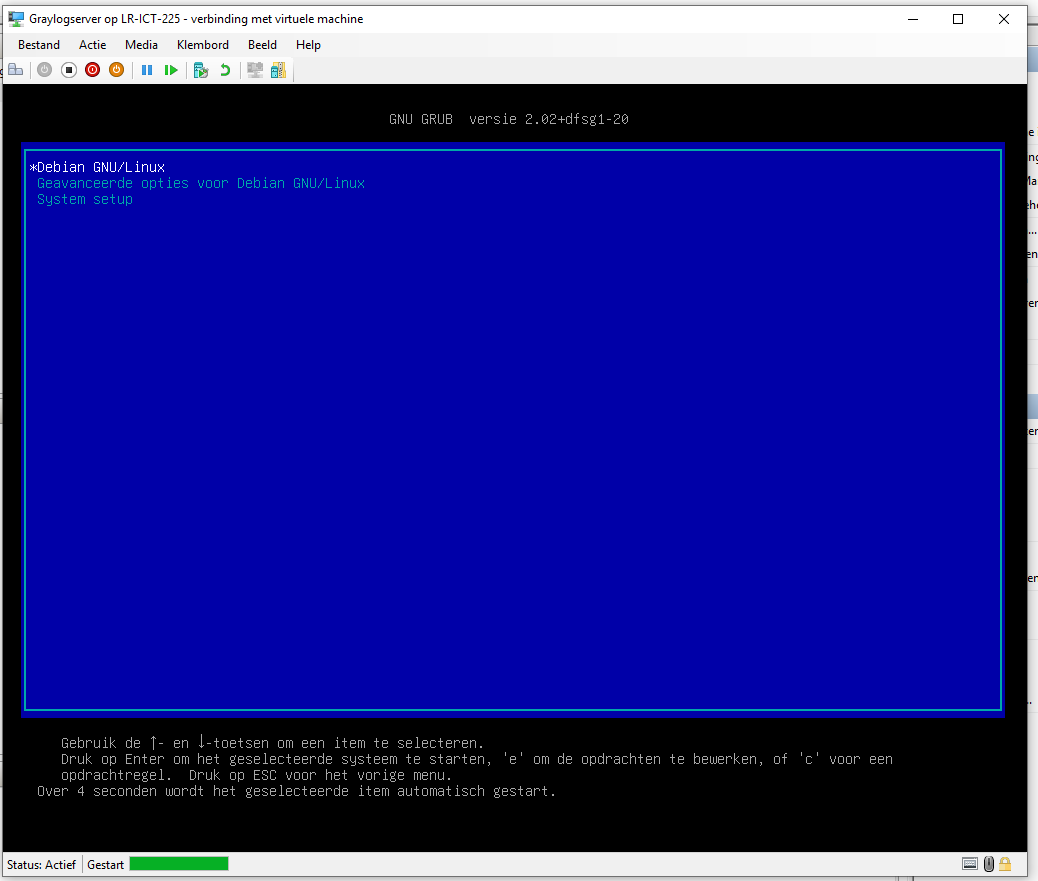 Graylogserver op LR-ICT-225 - verbinding met virtuele machine
Bestand Actie Media Klembord Beeld Help
GNU GRUB versie 2.02+dfsg1-20
*Debian GNU/Linux
Geavanceerde opties voor Debian GNU/Linux
System setup
Gebruik de ↑- en ↓-toetsen om een item te selecteren.
Druk op Enter om het geselecteerde systeem te starten, 'e' om de opdrachten te bewerken, of 'c' voor een
opdrachtregel. Druk op ESC voor het vorige menu.
Over 4 seconden wordt het geselecteerde item automatisch gestart.
Status: Actief Gestart